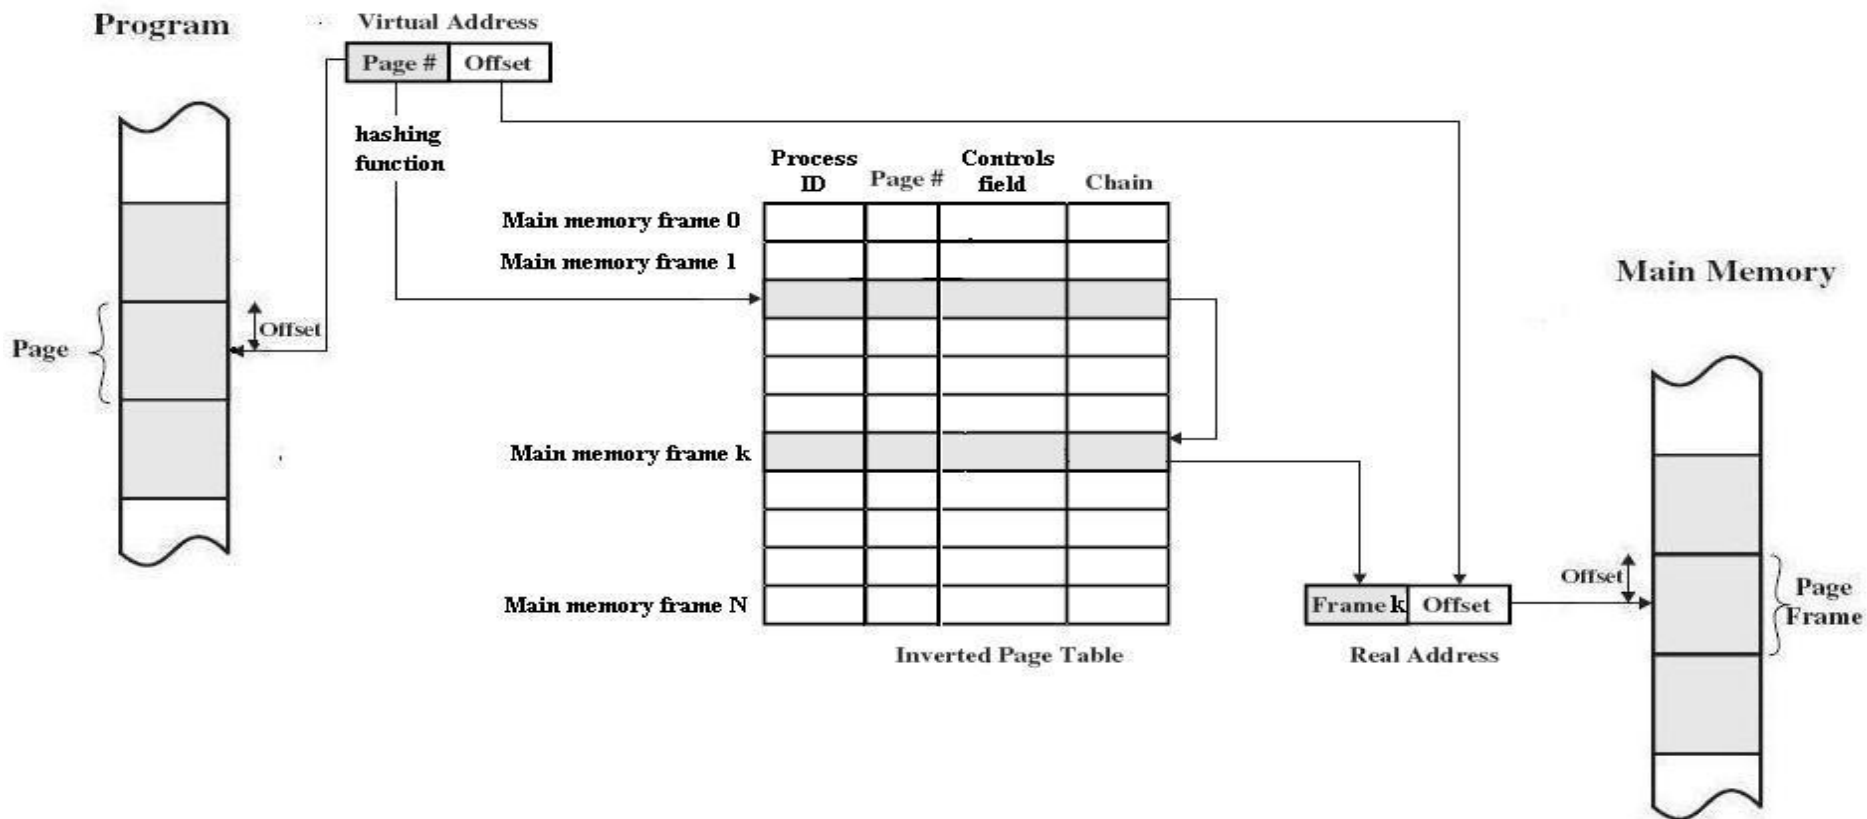 Program
Virtual Address
Page #
Offset
hashing
function
Process
ID
Page #
Controls
field
Chain
Main memory frame 0
Main memory frame 1
Main Memory
Offset
Page
Main memory frame k
Offset
Page
Frame
Main memory frame N
Frame k
Offset
Inverted Page Table
Real Address